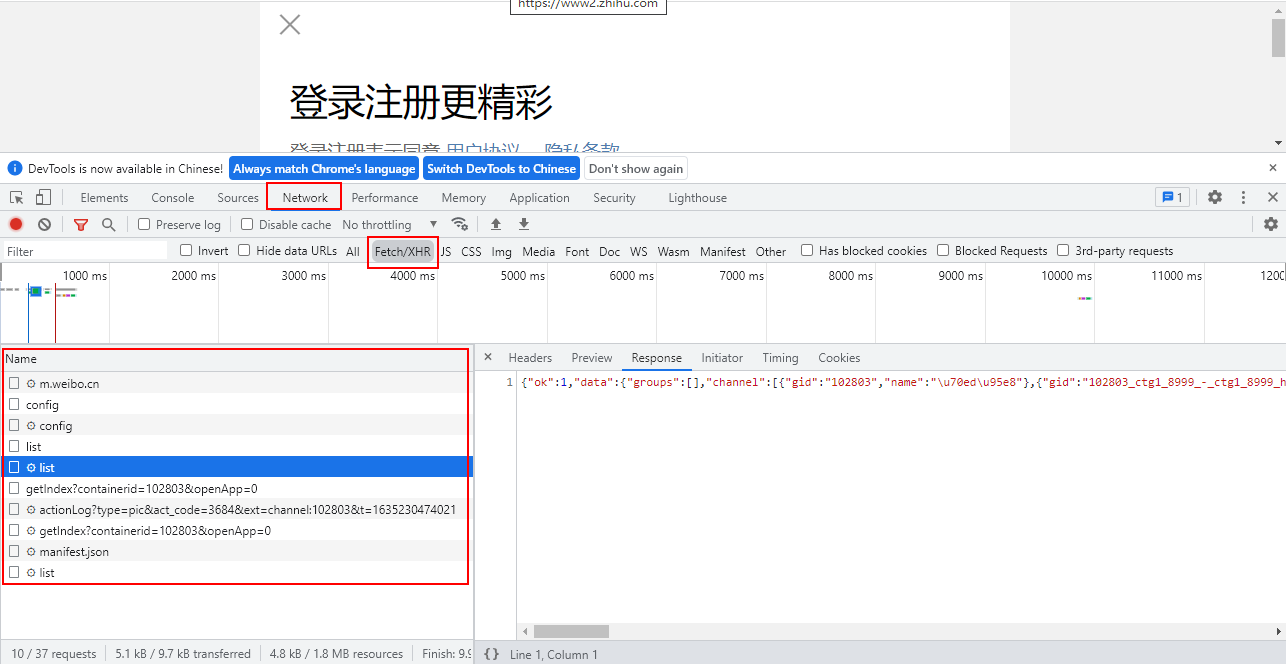 https://www2.zhihu.com
登录注册更精彩
登录注册表示同意 用户协议 、 隐私条款
DevTools is now available in Chinese! Always match Chrome's language Switch DevTools to Chinese Don't show again
Elements Console Sources Network Performance Memory Application Security Lighthouse 1
Preserve log Disable cache No throttling
Filter Invert Hide data URLs All Fetch/XHR JS CSS Img Media Font Doc WS Wasm Manifest Other Has blocked cookies Blocked Requests 3rd-party requests
1000 ms 2000 ms 3000 ms 4000 ms 5000 ms 6000 ms 7000 ms 8000 ms 9000 ms 10000 ms 11000 ms 1200
Name Headers Preview Response Initiator Timing Cookies
1 {"ok":1,"data":{"groups":[],"channel":[{"gid":"102803","name":"\u70ed\u95e8"},{"gid":"102803_ctg1_8999_-_ctg1_8999_h
m.weibo.cn
config
config
list
list
getIndex?containerid=102803&openApp=0
actionLog?type=pic&act_code=3684&ext=channel:102803&t=1635230474021
getIndex?containerid=102803&openApp=0
manifest.json
list
10 / 37 requests 5.1 kB / 9.7 kB transferred 4.8 kB / 1.8 MB resources Finish: 9.9 {} Line 1, Column 1